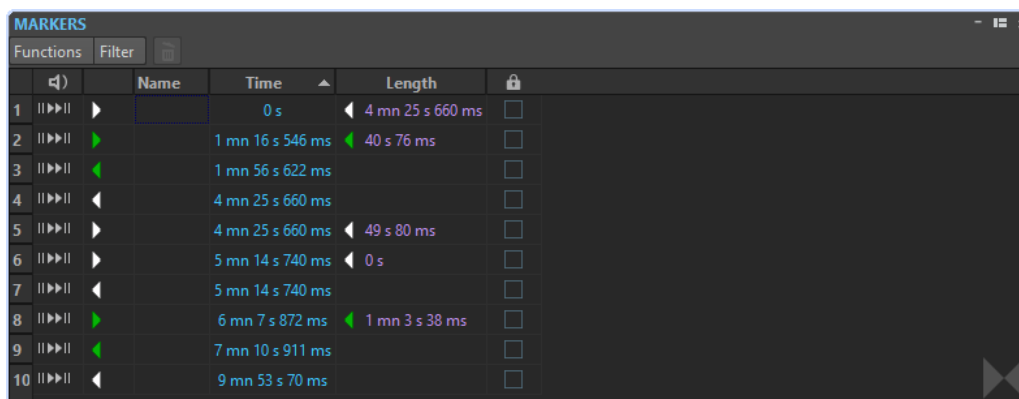 MARKERS
Functions Filter
Name Time Length
1 0 s 4 mn 25 s 660 ms
2 1 mn 16 s 546 ms 40 s 76 ms
3 1 mn 56 s 622 ms
4 4 mn 25 s 660 ms
5 4 mn 25 s 660 ms 49 s 80 ms
6 5 mn 14 s 740 ms 0 s
7 5 mn 14 s 740 ms
8 6 mn 7 s 872 ms 1 mn 3 s 38 ms
9 7 mn 10 s 911 ms
10 9 mn 53 s 70 ms